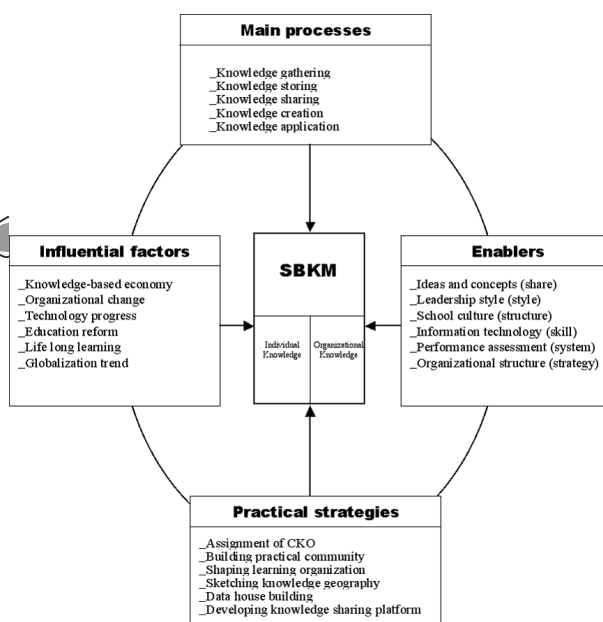 Main processes
_Knowledge gathering
_Knowledge storing
_Knowledge sharing
_Knowledge creation
_Knowledge application
Influential factors
_Knowledge-based economy
_Organizational change
_Technology progress
_Education reform
_Life long learning
_Globalization trend
SBKM
Individual
Knowledge
Organizational
Knowledge
Enablers
_Ideas and concepts (share)
_Leadership style (style)
_School culture (structure)
_Information technology (skill)
_Performance assessment (system)
_Organizational structure (strategy)
Practical strategies
_Assignment of CKO
_Building practical community
_Shaping learning organization
_Sketching knowledge geography
_Data house building
_Developing knowledge sharing platform